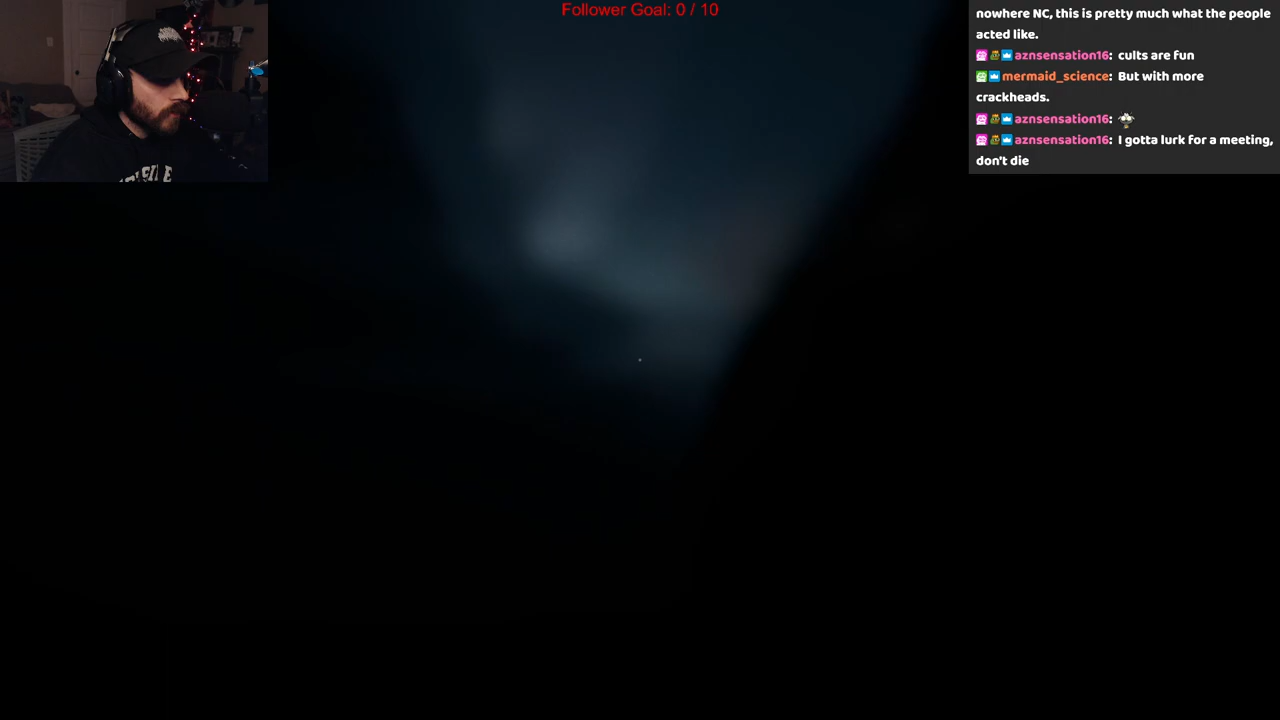 Follower Goal: 0 / 10
nowhere NC, this is pretty much what the people
acted like.
aznsensation16: cults are fun
mermaid_science: But with more
crackheads.
aznsensation16:
aznsensation16: I gotta lurk for a meeting,
don't die